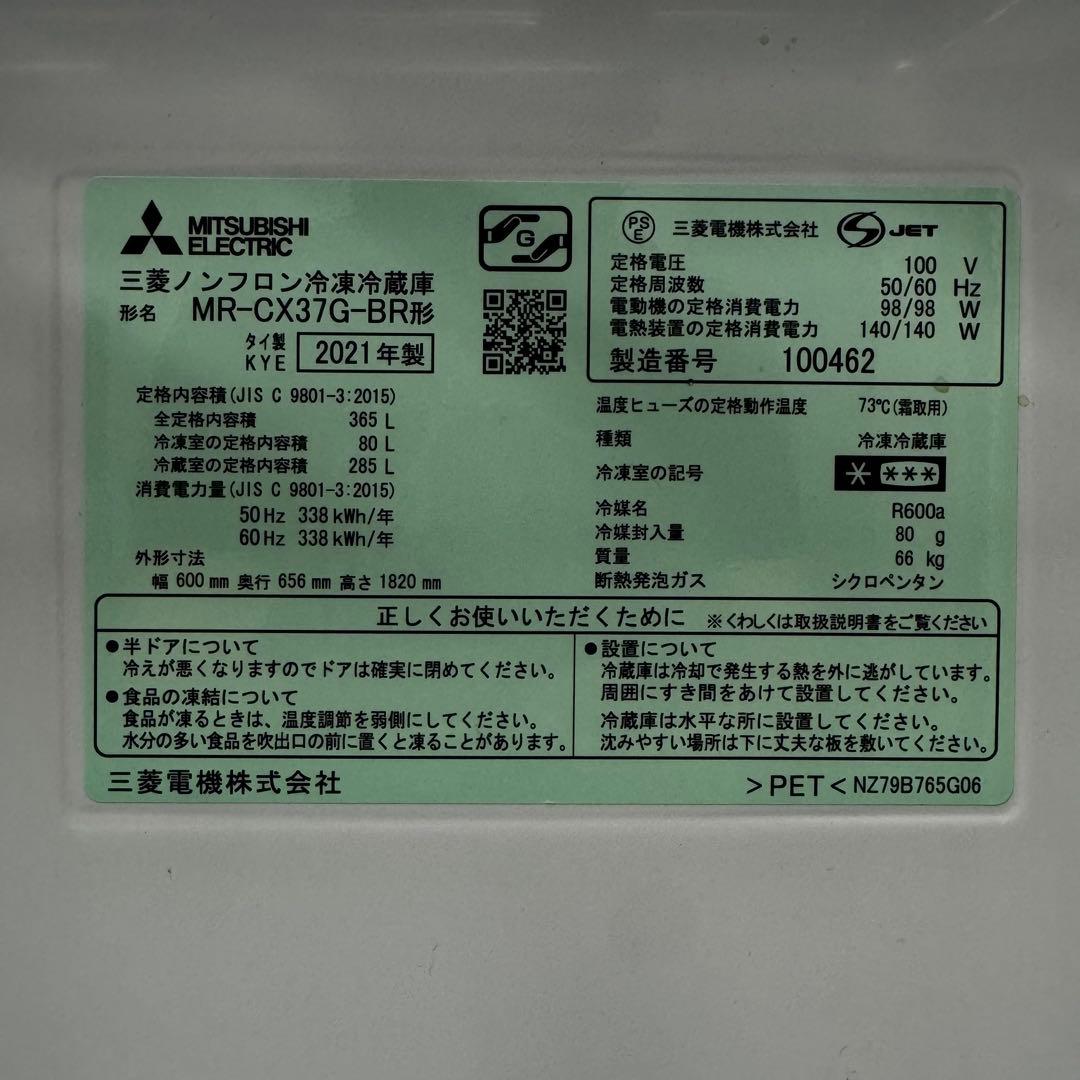 MITSUBISHI
ELECTRIC
三菱ノンフロン冷凍冷蔵庫
形名 MR-CX37G-BR形
タイ製
KYE 2021年製
定格内容積(JIS C 9801-3:2015)
全定格内容積 365 L
冷凍室の定格内容積 80 L
冷蔵室の定格内容積 285 L
消費電力量(JIS C 9801-3:2015)
50Hz 338kWh/年
60Hz 338kWh/年
外形寸法
幅 600mm 奥行 656mm 高さ 1820mm
G
PS
E 三菱電機株式会社 S JET
定格電圧 100 V
定格周波数 50/60 Hz
電動機の定格消費電力 98/98 W
電熱装置の定格消費電力 140/140 W
製造番号 100462
温度ヒューズの定格動作温度 73℃(霜取用)
種類 冷凍冷蔵庫
冷凍室の記号 * ***
冷媒名 R600a
冷媒封入量 80 g
質量 66 kg
断熱発泡ガス シクロペンタン
正しくお使いいただくために ※くわしくは取扱説明書をご覧ください
●半ドアについて
冷えが悪くなりますのでドアは確実に閉めてください。
●食品の凍結について
食品が凍るときは、温度調節を弱側にしてください。
水分の多い食品を吹出口の前に置くと凍ることがあります。
●設置について
冷蔵庫は冷却で発生する熱を外に逃がしています。
周囲にすき間をあけて設置してください。
冷蔵庫は水平な所に設置してください。
沈みやすい場所は下に丈夫な板を敷いてください。
三菱電機株式会社 >PET< NZ79B765G06